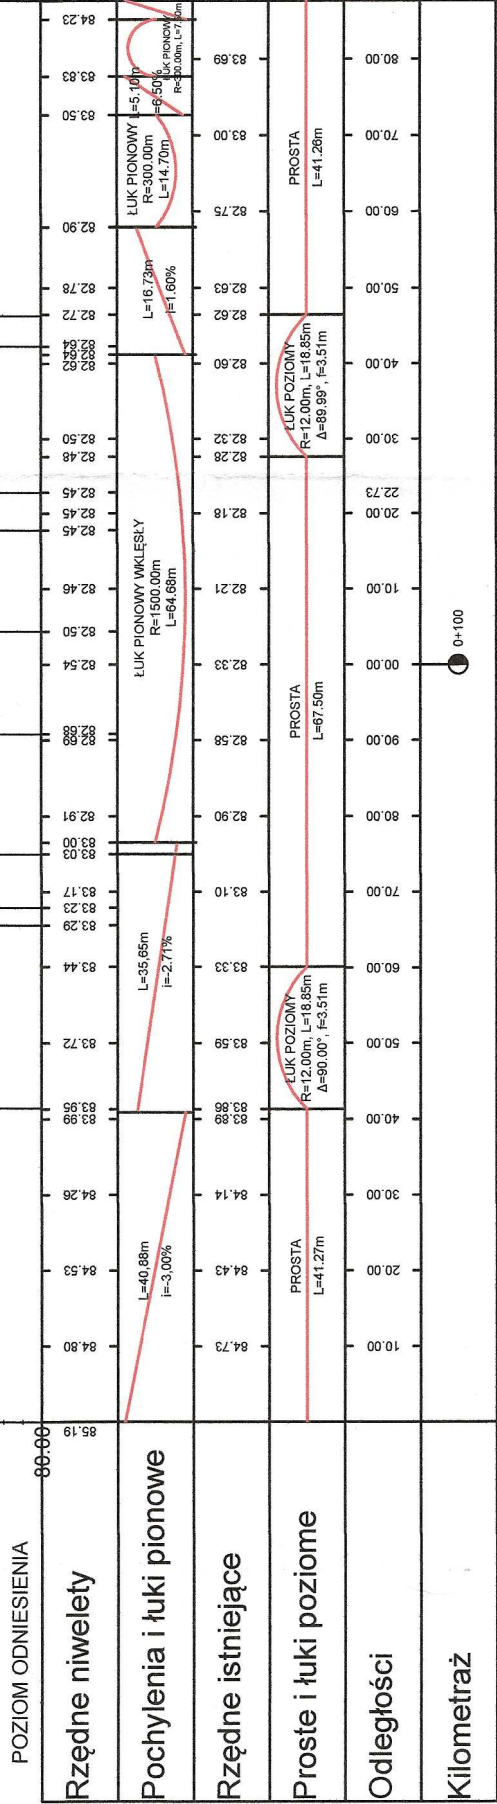 POZIOM ODNIESIENIA
80.00
Rzędne niwelety
85.19
84.80
84.53
84.26
83.99
83.95
83.72
83.44
83.29
83.23
83.17
83.03
83.00
82.91
82.69
82.68
82.54
82.50
82.46
82.45
82.45
82.45
82.48
82.50
82.62
82.64
82.64
82.72
82.78
82.90
83.50
83.83
84.23
Pochylenia i łuki pionowe
L=40,88m
i=-3,00%
L=35,65m
i=-2.71%
ŁUK PIONOWY WKLĘSŁY
R=1500.00m
L=64.68m
L=16.73m
i=1.60%
ŁUK PIONOWY
R=300.00m
L=14.70m
L=5.10m
i=6.50%
ŁUK PIONOWY
R=300.00m, L=7.50m
Rzędne istniejące
84.73
84.43
84.14
83.89
83.86
83.59
83.33
83.10
82.90
82.58
82.33
82.21
82.18
82.28
82.32
82.60
82.62
82.63
82.75
83.00
83.69
Proste i łuki poziome
PROSTA
L=41.27m
ŁUK POZIOMY
R=12.00m, L=18.85m
Δ=90.00°, f=3.51m
PROSTA
L=67.50m
ŁUK POZIOMY
R=12.00m, L=18.85m
Δ=89.99°, f=3.51m
PROSTA
L=41.26m
Odległości
10.00
20.00
30.00
40.00
50.00
60.00
70.00
80.00
90.00
00.00
10.00
20.00
22.73
30.00
40.00
50.00
60.00
70.00
80.00
Kilometraż
0+100